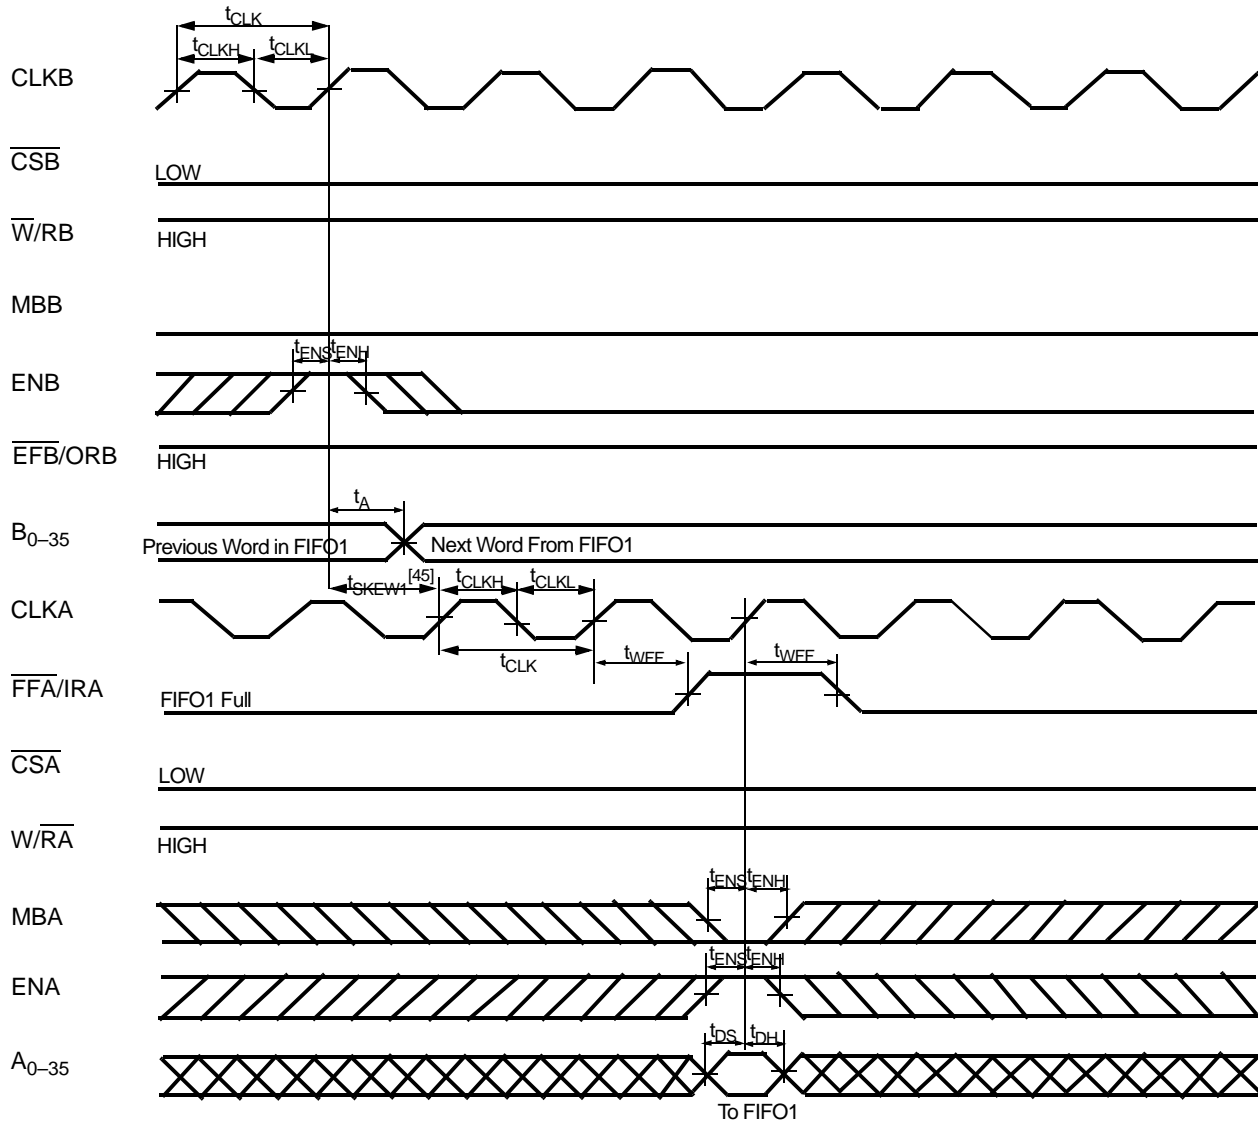 tCLK
tCLKH tCLKL
CLKB
CSB
LOW
W/RB
HIGH
MBB
tENS tENH
ENB
EFB/ORB
HIGH
tA
B0–35
Previous Word in FIFO1 Next Word From FIFO1
tSKEW1[45] tCLKH tCLKL
CLKA
tCLK tWFF tWFF
FFA/IRA
FIFO1 Full
CSA
LOW
W/RA
HIGH
tENS tENH
MBA
tENS tENH
ENA
tDS tDH
A0–35
To FIFO1